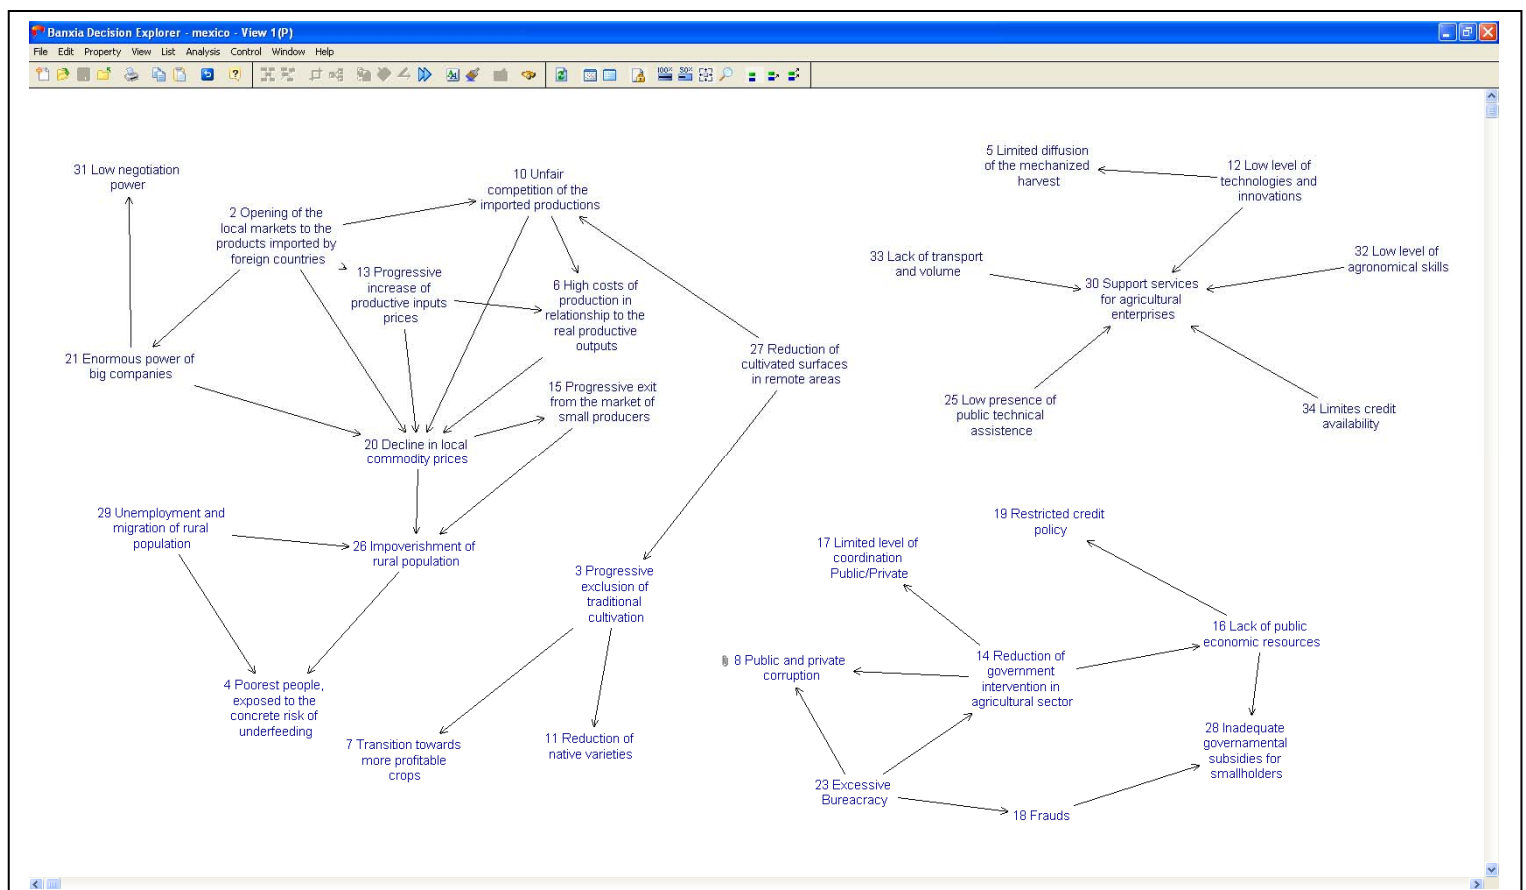 Banxia Decision Explorer - mexico - View 1(P)
File Edit Property View List Analysis Control Window Help
100% 50%
31 Low negotiation
power
2 Opening of the
local markets to the
products imported by
foreign countries
10 Unfair
competition of the
imported productions
13 Progressive
increase of
productive inputs
prices
6 High costs of
production in
relationship to the
real productive
outputs
21 Enormous power of
big companies
15 Progressive exit
from the market of
small producers
27 Reduction of
cultivated surfaces
in remote areas
20 Decline in local
commodity prices
29 Unemployment and
migration of rural
population
26 Impoverishment of
rural population
3 Progressive
exclusion of
traditional
cultivation
4 Poorest people,
exposed to the
concrete risk of
underfeeding
7 Transition towards
more profitable
crops
11 Reduction of
native varieties
5 Limited diffusion
of the mechanized
harvest
12 Low level of
technologies and
innovations
33 Lack of transport
and volume
32 Low level of
agronomical skills
30 Support services
for agricultural
enterprises
25 Low presence of
public technical
assistence
34 Limites credit
availability
19 Restricted credit
policy
17 Limited level of
coordination
Public/Private
16 Lack of public
economic resources
8 Public and private
corruption
14 Reduction of
government
intervention in
agricultural sector
28 Inadequate
governamental
subsidies for
smallholders
23 Excessive
Bureacracy
18 Frauds